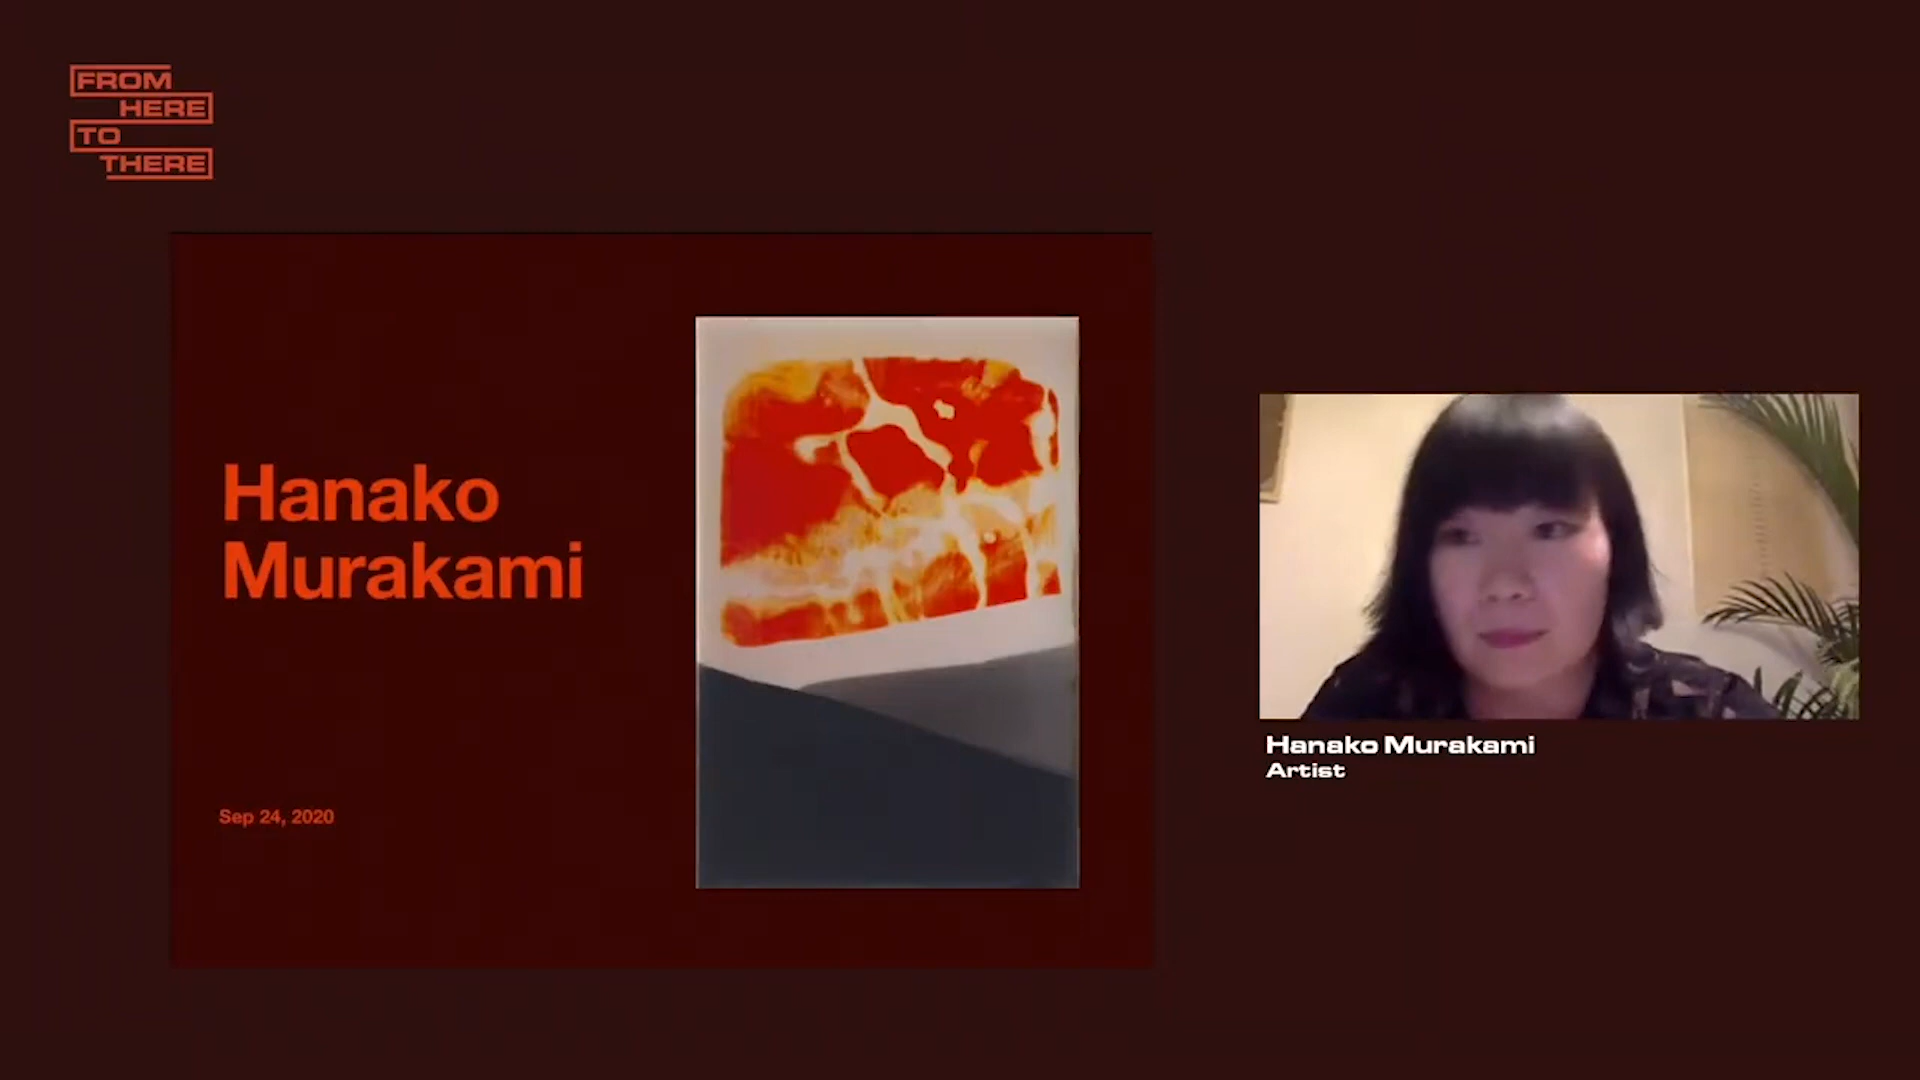 FROM
HERE
TO
THERE
Hanako
Murakami
Sep 24, 2020
Hanako Murakami
Artist